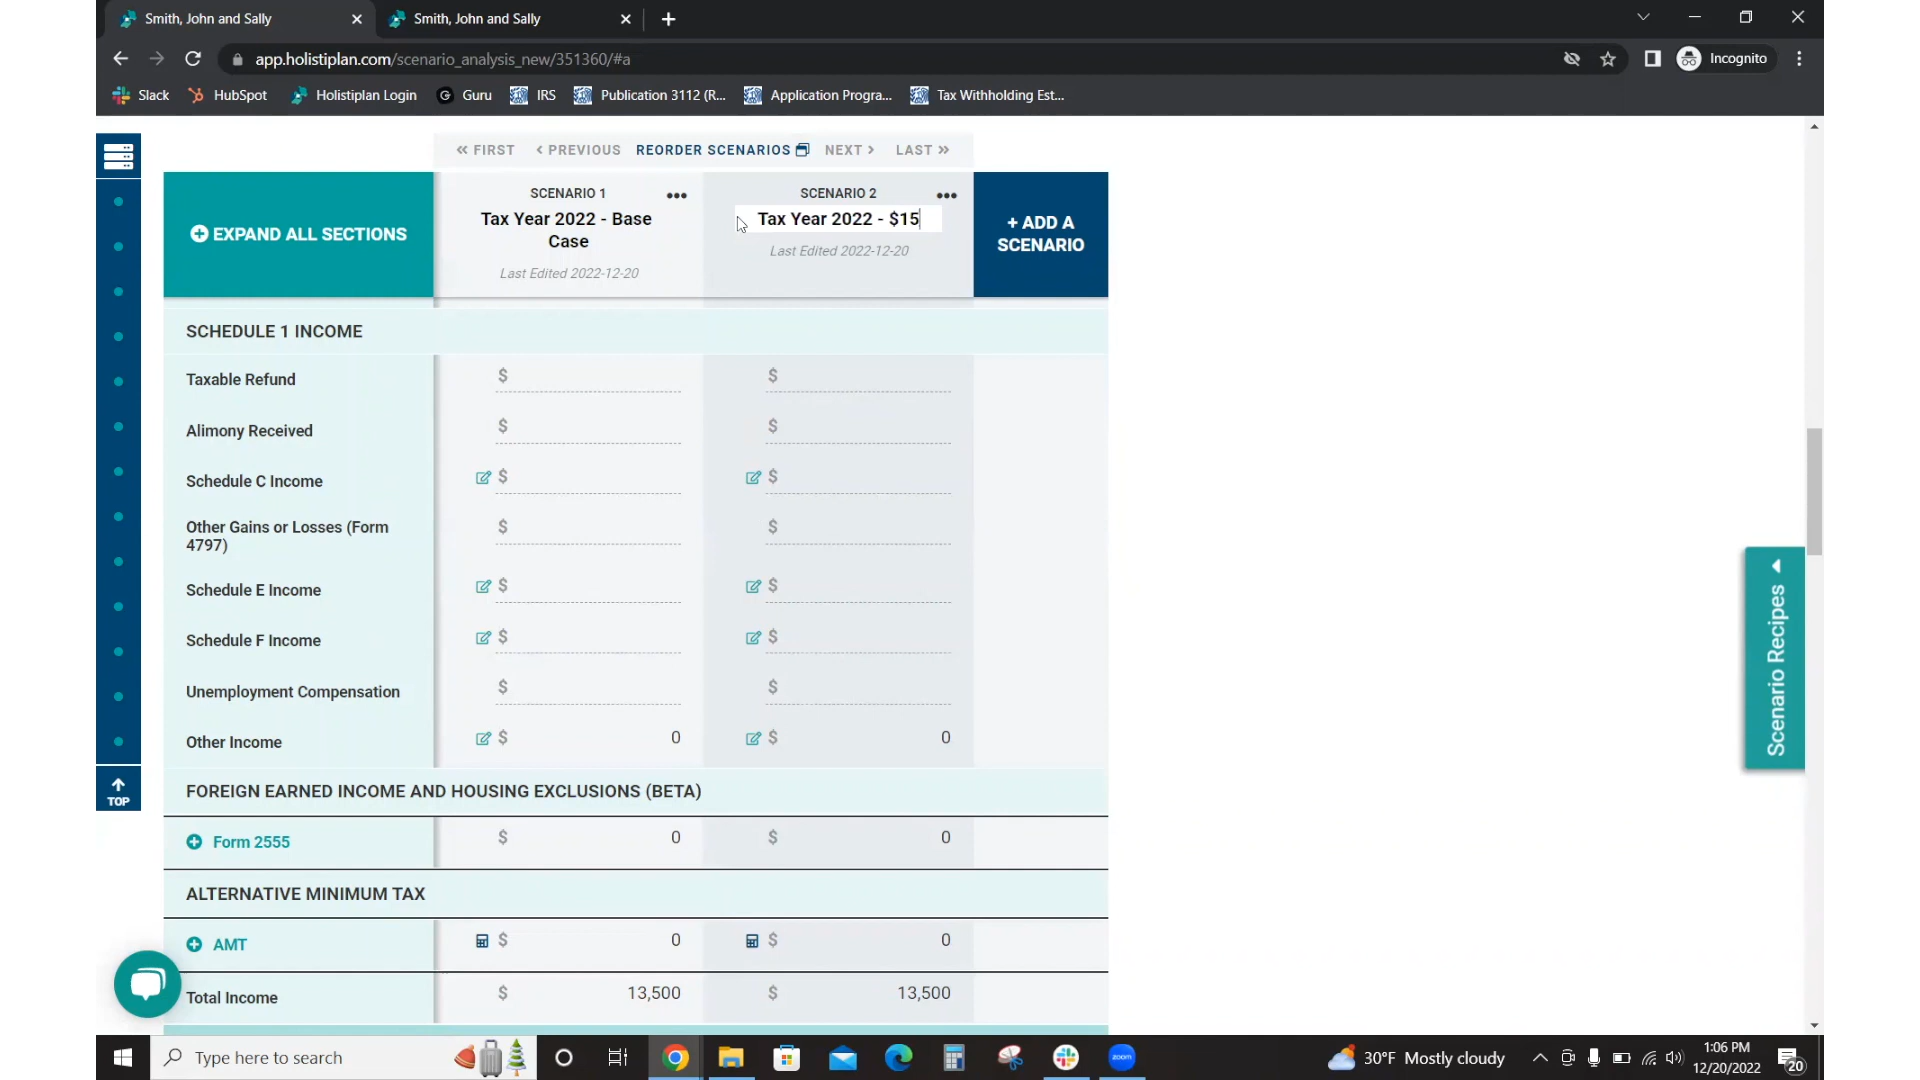 Smith, John and Sally
Smith, John and Sally
app.holistiplan.com/scenario_analysis_new/351360/#a
Incognito
Slack
HubSpot
Holistiplan Login
Guru
IRS
Publication 3112 (R...
Application Progra...
Tax Withholding Est...
FIRST
PREVIOUS
REORDER SCENARIOS
NEXT
LAST
EXPAND ALL SECTIONS
SCENARIO 1
Tax Year 2022 - Base
Case
Last Edited 2022-12-20
SCENARIO 2
Tax Year 2022 - $15
Last Edited 2022-12-20
+ ADD A
SCENARIO
SCHEDULE 1 INCOME
Taxable Refund $ $
Alimony Received $ $
Schedule C Income $ $
Other Gains or Losses (Form
4797) $ $
Schedule E Income $ $
Schedule F Income $ $
Unemployment Compensation $ $
Other Income $ 0 $ 0
FOREIGN EARNED INCOME AND HOUSING EXCLUSIONS (BETA)
Form 2555 $ 0 $ 0
ALTERNATIVE MINIMUM TAX
AMT $ 0 $ 0
Total Income $ 13,500 $ 13,500
TOP
Scenario Recipes
Type here to search
zoom
30°F Mostly cloudy
1:06 PM
12/20/2022
20